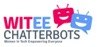 WITEE
CHATTERBOTS
Women in Tech Empowering Everyone